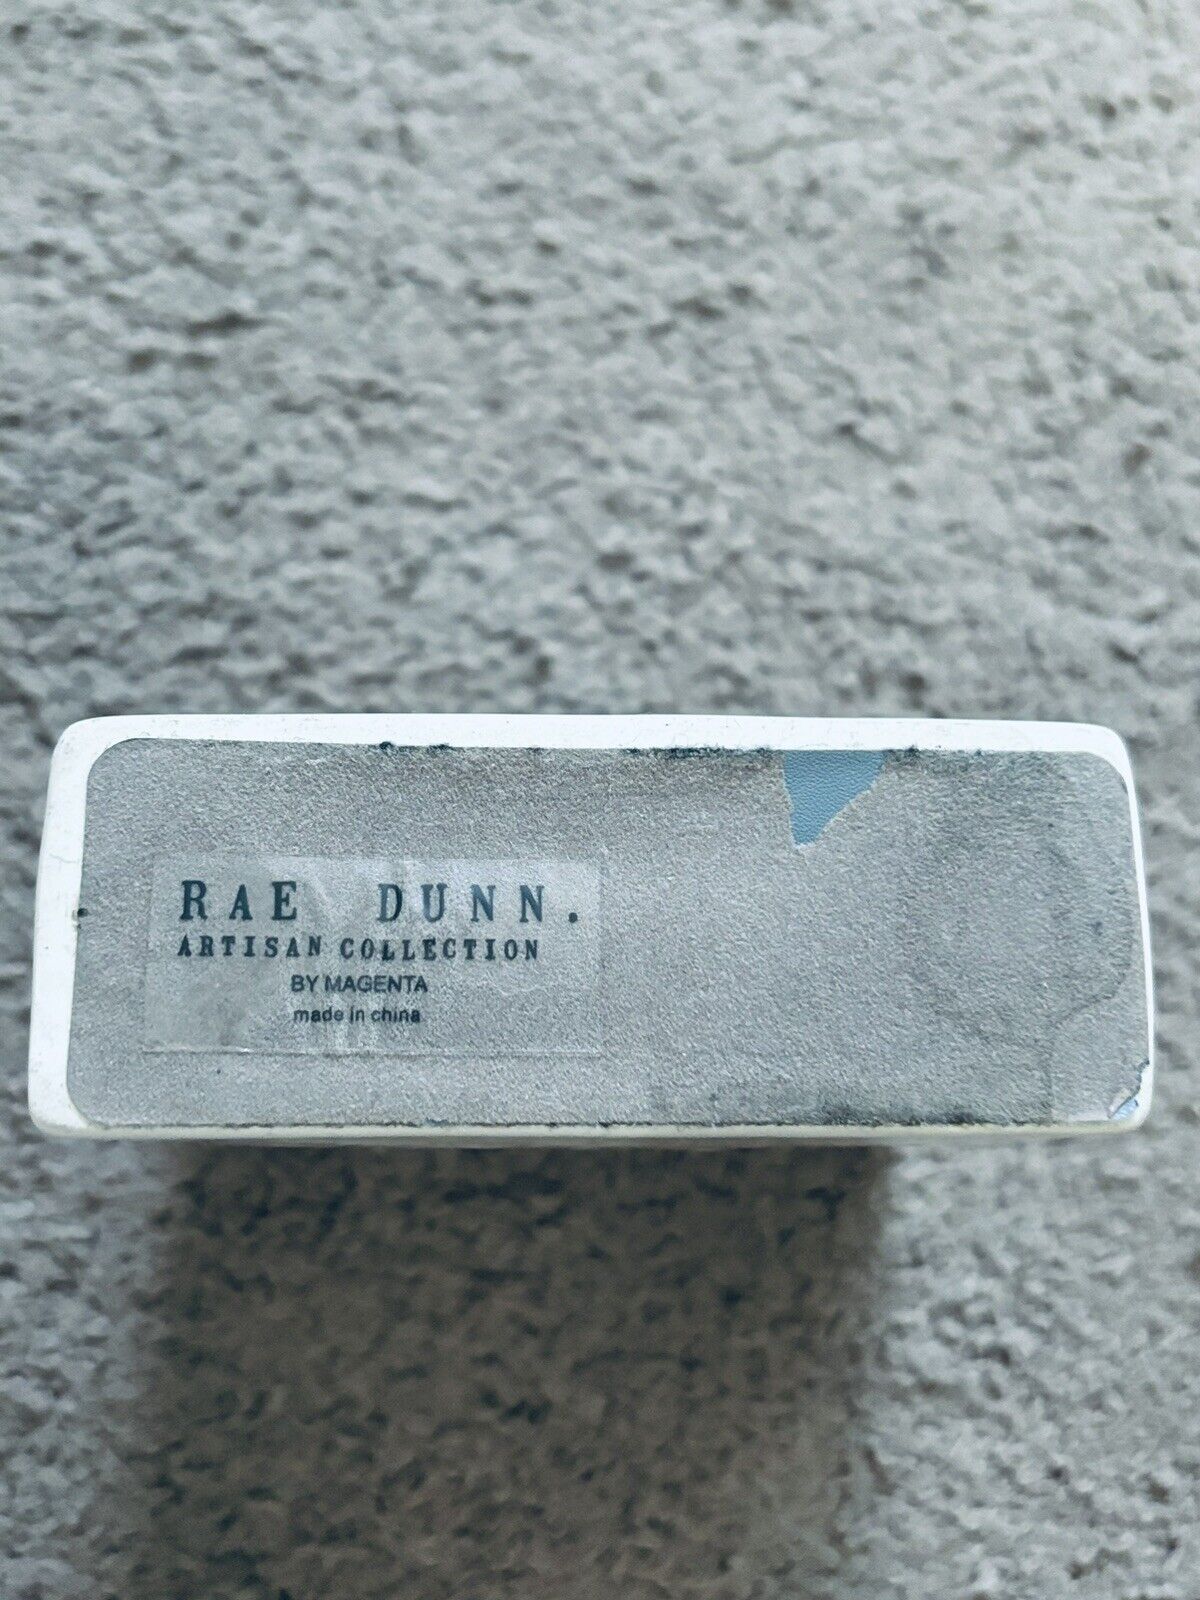 RAE DUNN.
ARTISAN COLLECTION
BY MAGENTA
made in china